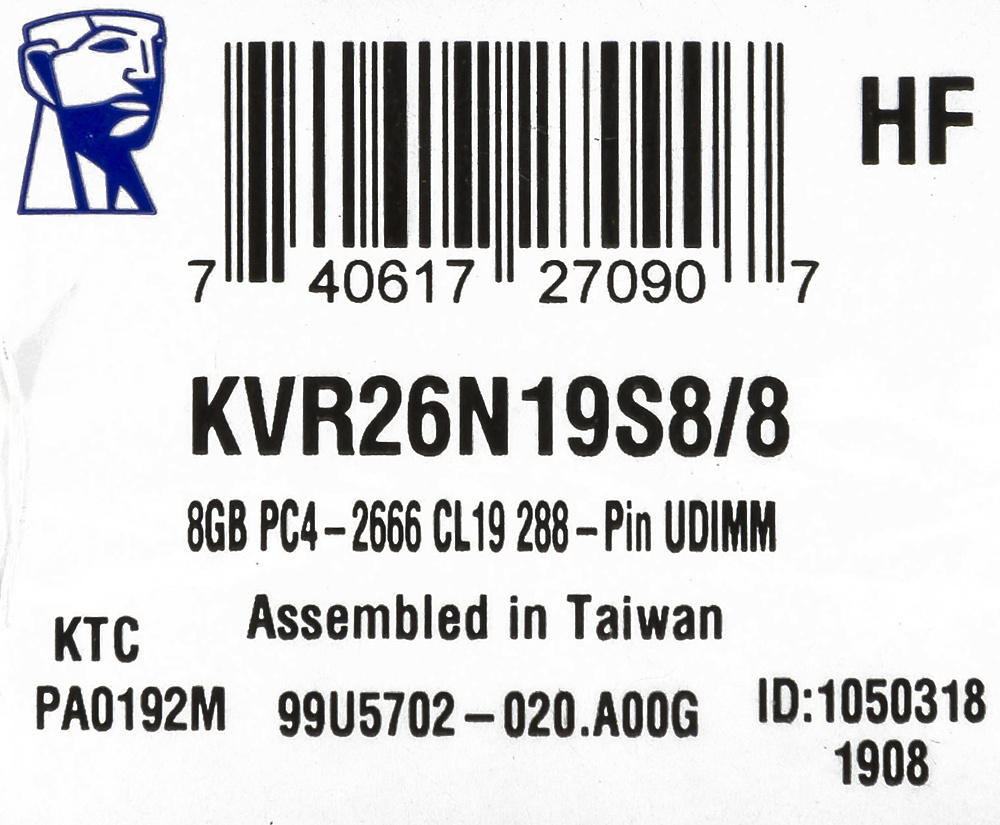 HF
7 40617 27090 7
KVR26N19S8/8
8GB PC4-2666 CL19 288-Pin UDIMM
Assembled in Taiwan
KTC
PA0192M 99U5702-020.A00G ID:1050318
1908